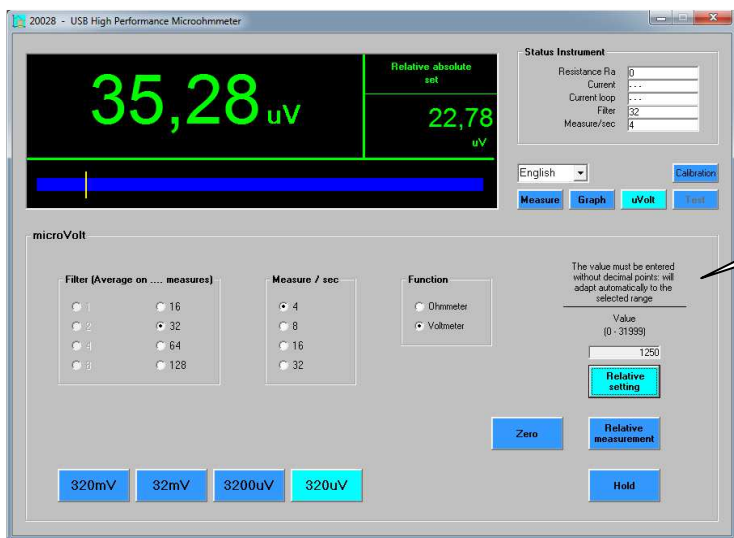 20028 - USB High Performance Microohmmeter
35,28 uV
Relative absolute
set
22,78
uV
Status Instrument
Resistance Ra 0
Current ...
Current loop ...
Filter 32
Measure/sec 4
English
Calibration
Measure Graph uVolt Test
microVolt
Filter (Average on .... measures)
1 16
2 32
4 64
8 128
Measure / sec
4
8
16
32
Function
Ohmmeter
Voltmeter
The value must be entered
without decimal points: will
adapt automatically to the
selected range
Value
(0 - 31999)
1250
Relative
setting
Zero
Relative
measurement
320mV 32mV 3200uV 320uV
Hold